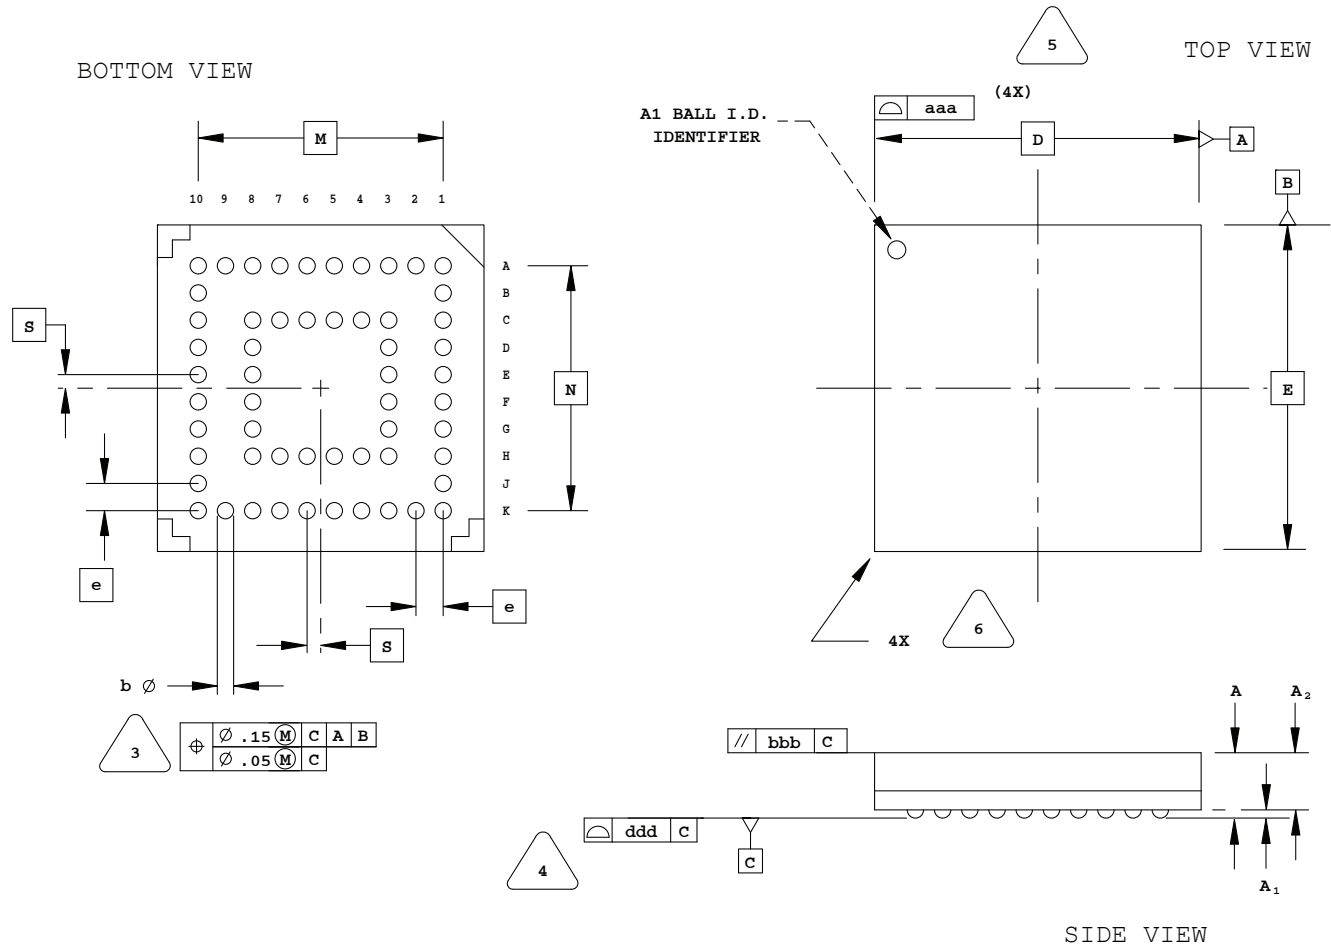 BOTTOM VIEW
M
10 9 8 7 6 5 4 3 2 1
A
B
C
D
E
F
G
H
J
K
S
N
e
e
S
b Ø
3
⌖ Ø .15 Ⓜ C A B
Ø .05 Ⓜ C
5
TOP VIEW
(4X)
⌓ aaa
A1 BALL I.D.
IDENTIFIER
D
A
B
E
4X
6
A
A₂
// bbb C
⌓ ddd C
C
4
A₁
SIDE VIEW